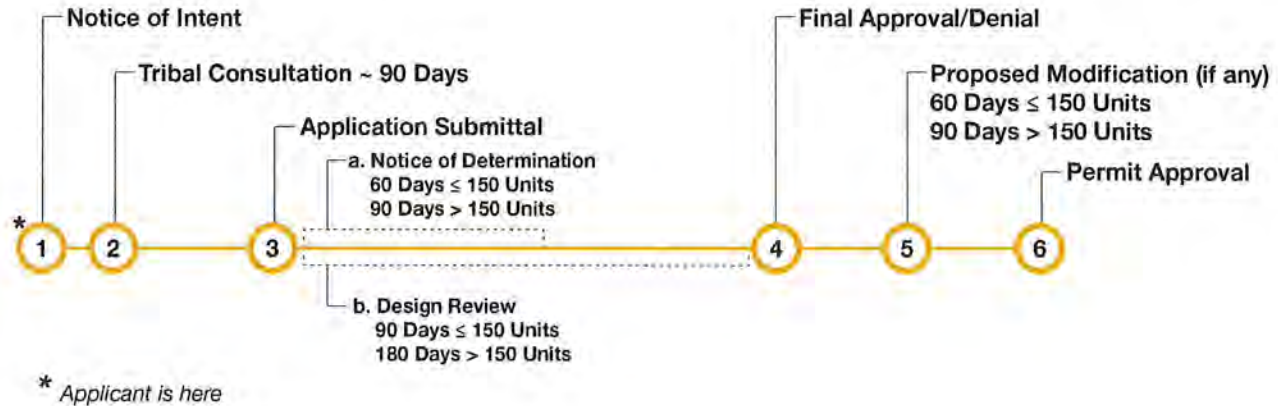 Notice of Intent
Tribal Consultation ~ 90 Days
Application Submittal
a. Notice of Determination
60 Days ≤ 150 Units
90 Days > 150 Units
Final Approval/Denial
Proposed Modification (if any)
60 Days ≤ 150 Units
90 Days > 150 Units
Permit Approval
* 1 2 3 4 5 6
b. Design Review
90 Days ≤ 150 Units
180 Days > 150 Units
* Applicant is here